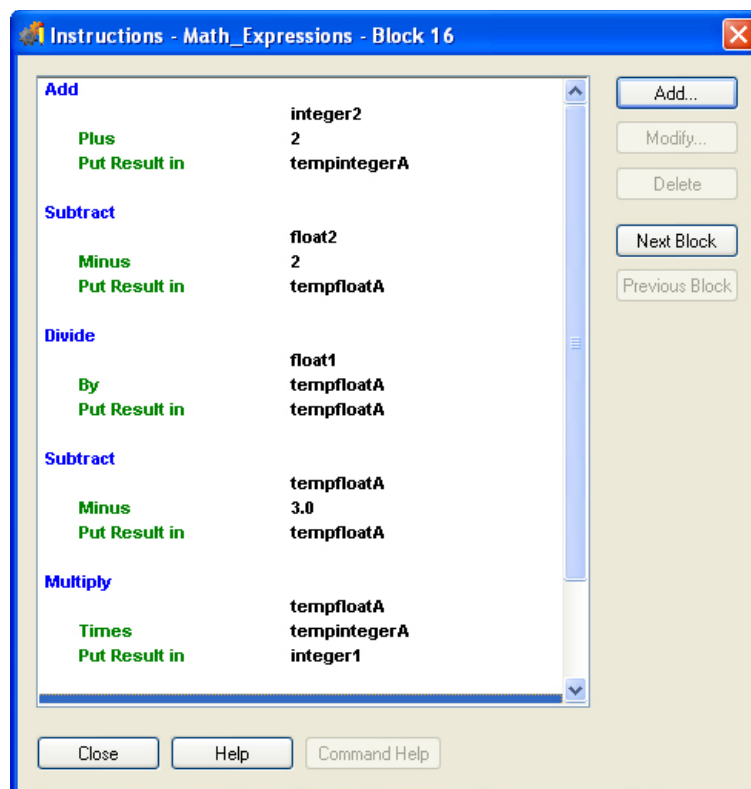 Instructions - Math_Expressions - Block 16
Add
integer2
Plus 2
Put Result in tempintegerA
Subtract
float2
Minus 2
Put Result in tempfloatA
Divide
float1
By tempfloatA
Put Result in tempfloatA
Subtract
tempfloatA
Minus 3.0
Put Result in tempfloatA
Multiply
tempfloatA
Times tempintegerA
Put Result in integer1
Add...
Modify...
Delete
Next Block
Previous Block
Close Help Command Help